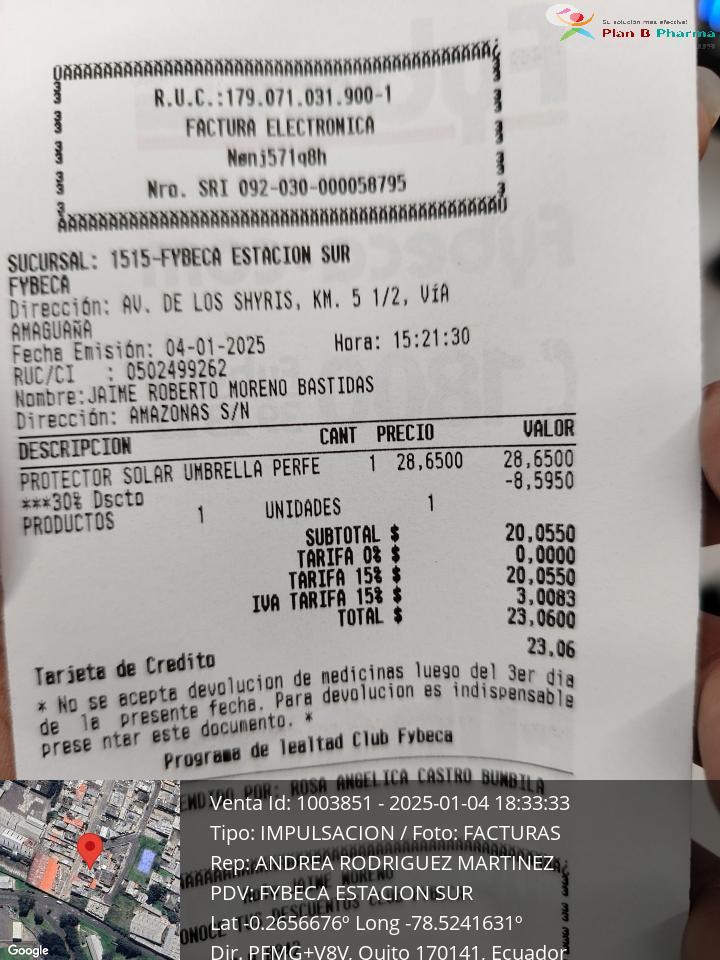 Su solución más efectiva!
Plan B Pharma
R.U.C.:179.071.031.900-1
FACTURA ELECTRONICA
Nønj571q8h
Nro. SRI 092-030-000058795
SUCURSAL: 1515-FYBECA ESTACION SUR
FYBECA
Dirección: AV. DE LOS SHYRIS, KM. 5 1/2, VíA
AMAGUAÑA
Fecha Emisión: 04-01-2025 Hora: 15:21:30
RUC/CI : 0502499262
Nombre:JAIME ROBERTO MORENO BASTIDAS
Dirección: AMAZONAS S/N
DESCRIPCION CANT PRECIO VALOR
PROTECTOR SOLAR UMBRELLA PERFE 1 28,6500 28,6500
***30% Dscto -8,5950
PRODUCTOS 1 UNIDADES 1
SUBTOTAL $ 20,0550
TARIFA 0% $ 0,0000
TARIFA 15% $ 20,0550
IVA TARIFA 15% $ 3,0083
TOTAL $ 23,0600
Tarjeta de Credito 23,06
* No se acepta devolucion de medicinas luego del 3er dia
de la presente fecha. Para devolucion es indispensable
prese ntar este documento. *
Programa de lealtad Club Fybeca
POR: ROSA ANGELICA CASTRO BUNBILA
Venta Id: 1003851 - 2025-01-04 18:33:33
Tipo: IMPULSACION / Foto: FACTURAS
Rep: ANDREA RODRIGUEZ MARTINEZ
PDV: FYBECA ESTACION SUR
Lat -0.2656676º Long -78.5241631º
Dir. PFMG+V8V, Quito 170141, Ecuador
Google